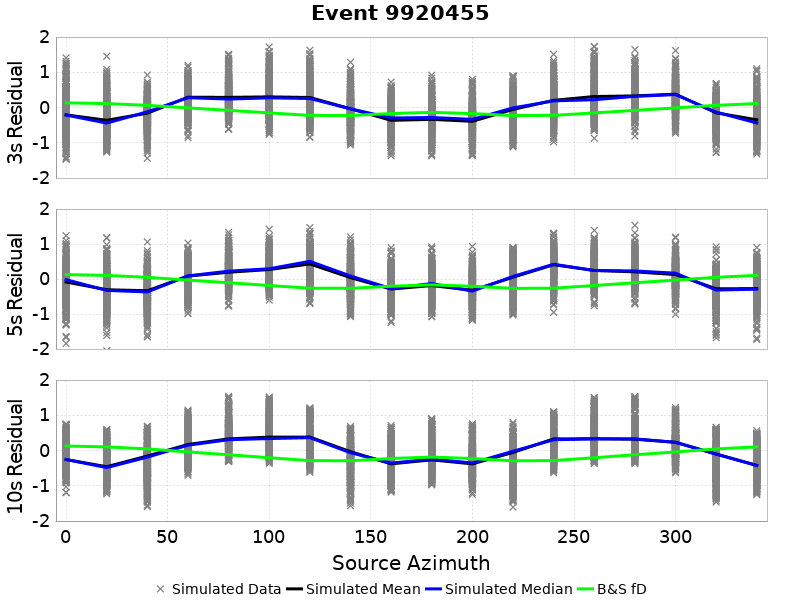 Event 9920455
3s Residual
2
1
0
-1
-2
5s Residual
2
1
0
-1
-2
10s Residual
2
1
0
-1
-2
0 50 100 150 200 250 300
Source Azimuth
Simulated Data Simulated Mean Simulated Median B&S fD